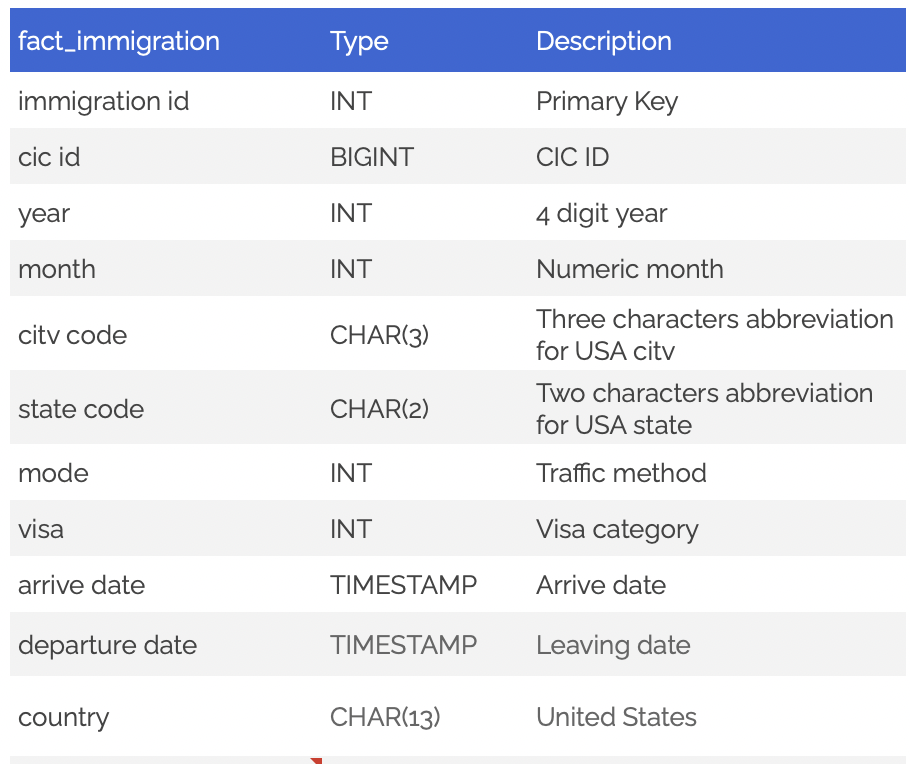 fact_immigration Type Description
immigration id INT Primary Key
cic id BIGINT CIC ID
year INT 4 digit year
month INT Numeric month
citv code CHAR(3) Three characters abbreviation
for USA citv
state code CHAR(2) Two characters abbreviation
for USA state
mode INT Traffic method
visa INT Visa category
arrive date TIMESTAMP Arrive date
departure date TIMESTAMP Leaving date
country CHAR(13) United States